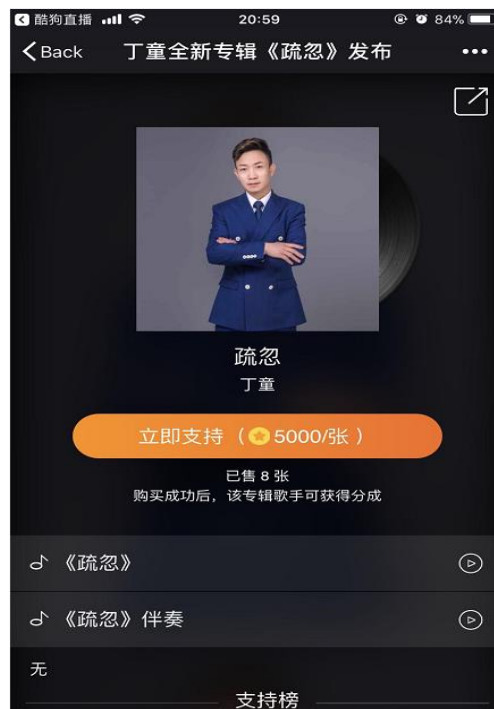 酷狗直播 20:59 84%
Back 丁童全新专辑《疏忽》发布
疏忽
丁童
立即支持（5000/张）
已售 8 张
购买成功后，该专辑歌手可获得分成
《疏忽》
《疏忽》伴奏
无
支持榜